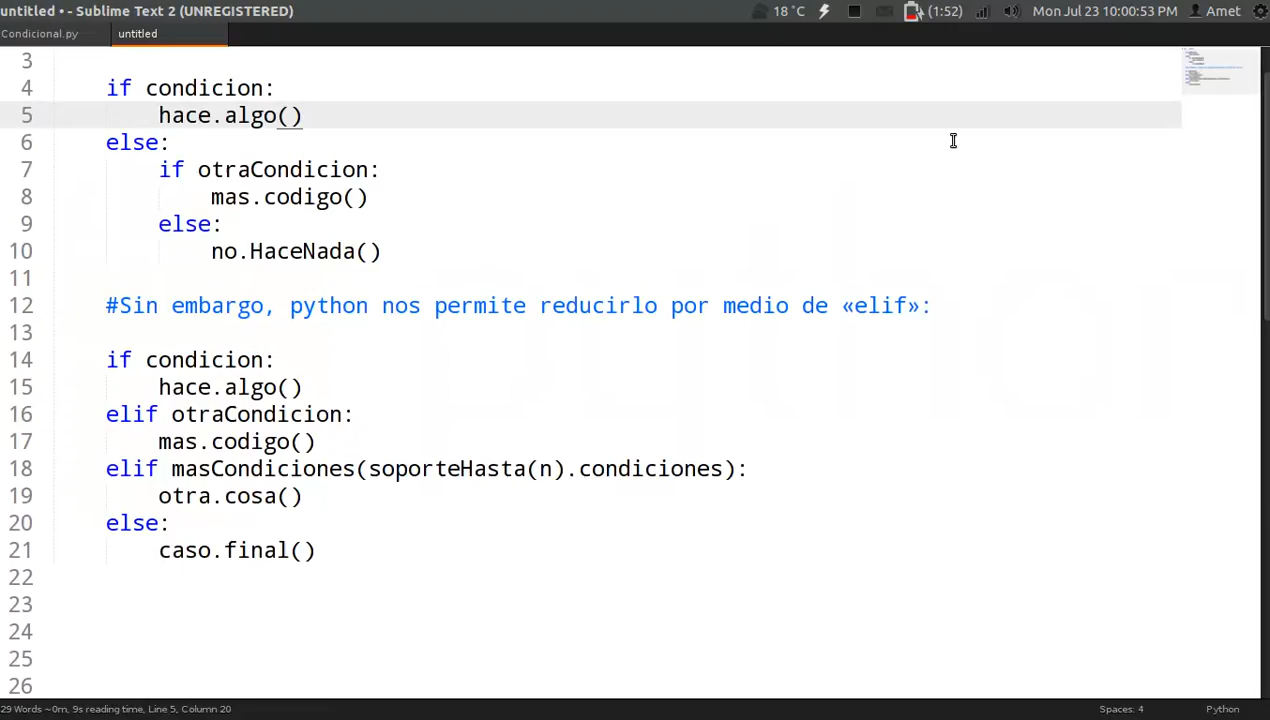 untitled • - Sublime Text 2 (UNREGISTERED)
18 °C
(1:52)
Mon Jul 23 10:00:53 PM
Amet
Condicional.py
untitled
3
4 if condicion:
5 hace.algo()
6 else:
7 if otraCondicion:
8 mas.codigo()
9 else:
10 no.HaceNada()
11
12 #Sin embargo, python nos permite reducirlo por medio de «elif»:
13
14 if condicion:
15 hace.algo()
16 elif otraCondicion:
17 mas.codigo()
18 elif masCondiciones(soporteHasta(n).condiciones):
19 otra.cosa()
20 else:
21 caso.final()
22
23
24
25
26
29 Words ~0m, 9s reading time, Line 5, Column 20
Spaces: 4
Python